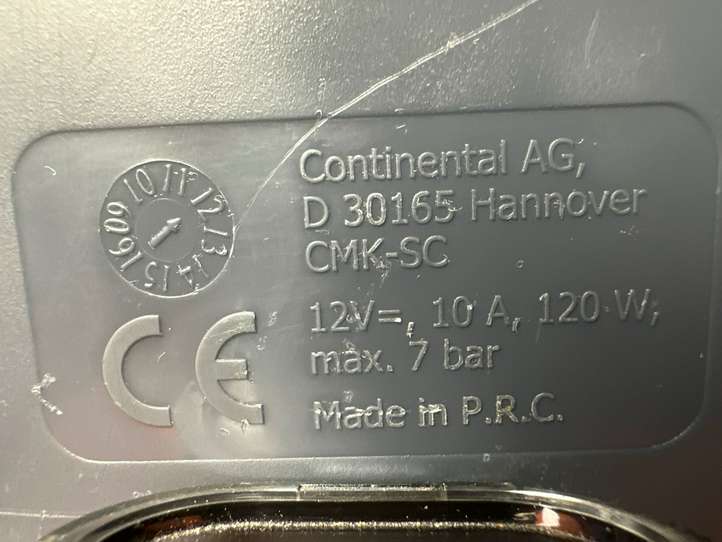 09 10 11 12 13 14 15 16
Continental AG,
D 30165 Hannover
CMK-SC
12V=, 10 A, 120 W;
max. 7 bar
Made in P.R.C.
CE